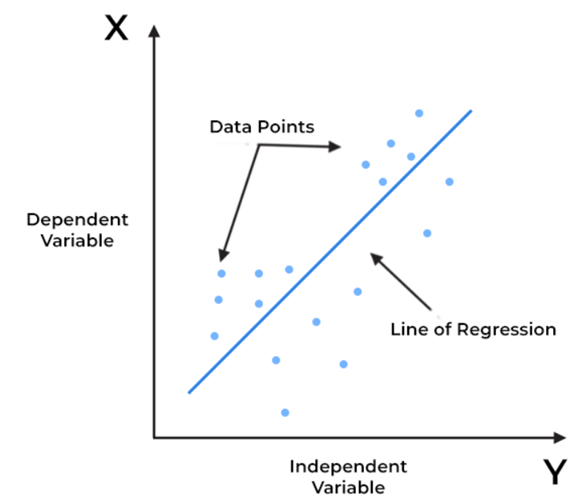 X
Data Points
Dependent
Variable
Line of Regression
Independent
Variable
Y